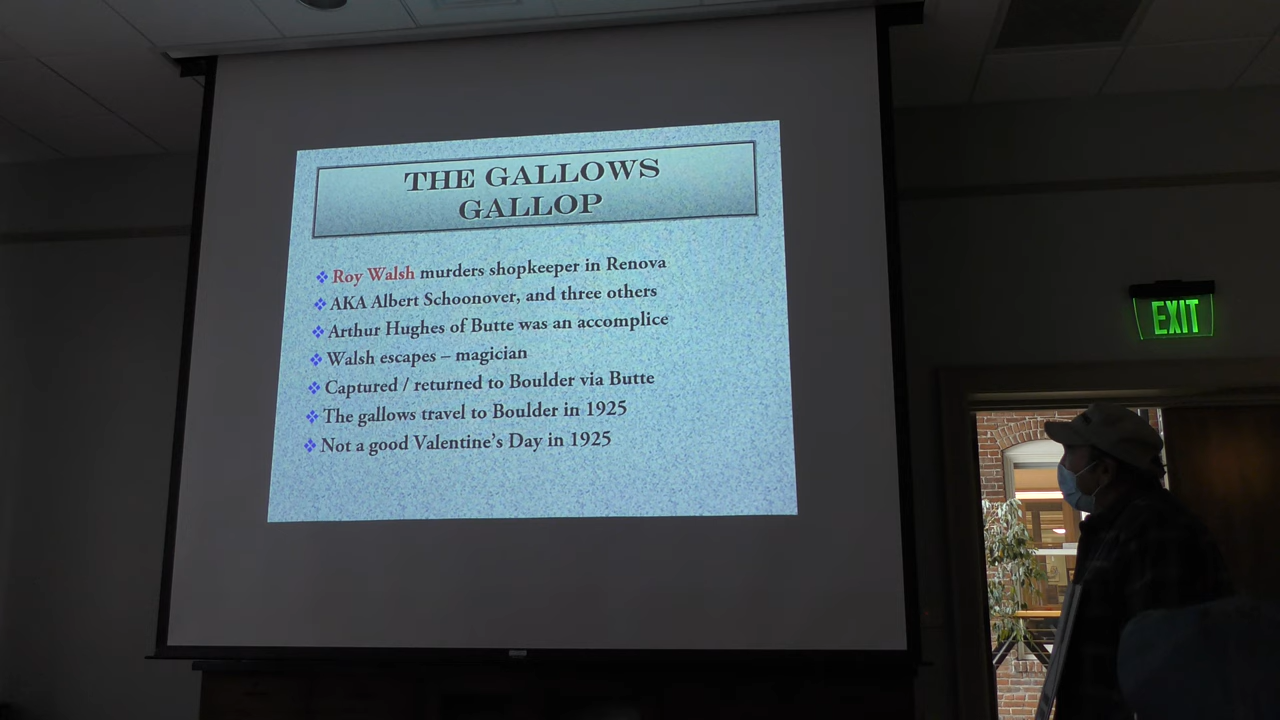 THE GALLOWS
GALLOP
Roy Walsh murders shopkeeper in Renova
AKA Albert Schoonover, and three others
Arthur Hughes of Butte was an accomplice
Walsh escapes – magician
Captured / returned to Boulder via Butte
The gallows travel to Boulder in 1925
Not a good Valentine's Day in 1925
EXIT